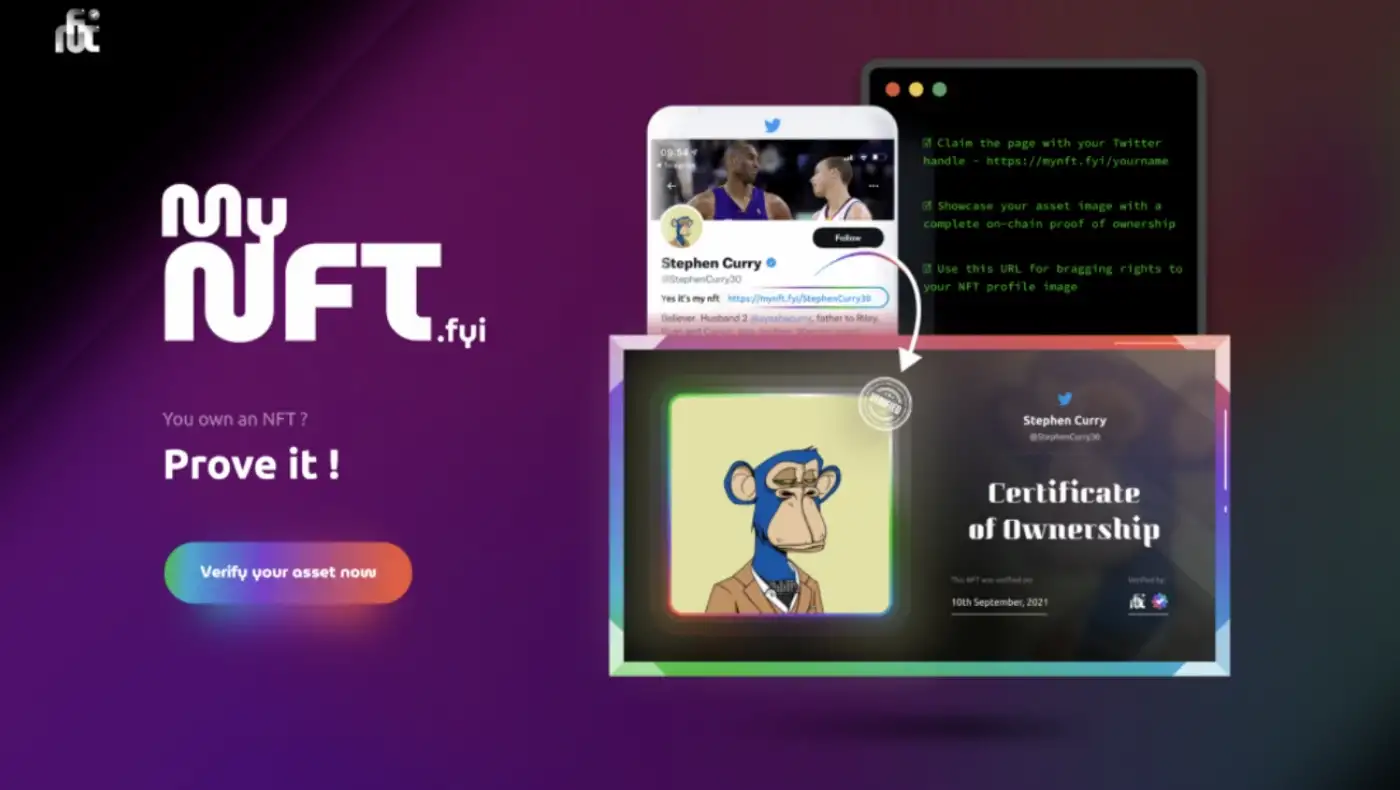 My
NFT
.fyi
You own an NFT ?
Prove it !
Verify your asset now
09:54
Follow
Stephen Curry
@StephenCurry30
Yes it's my nft https://mynft.fyi/StephenCurry30
Believer. Husband 2 @ayeshacurry, father to Riley,
☑ Claim the page with your Twitter
handle - https://mynft.fyi/yourname
☑ Showcase your asset image with a
complete on-chain proof of ownership
☑ Use this URL for bragging rights to
your NFT profile image
VERIFIED
Stephen Curry
@StephenCurry30
Certificate
of Ownership
This NFT was verified on:
10th September, 2021
Verified by: